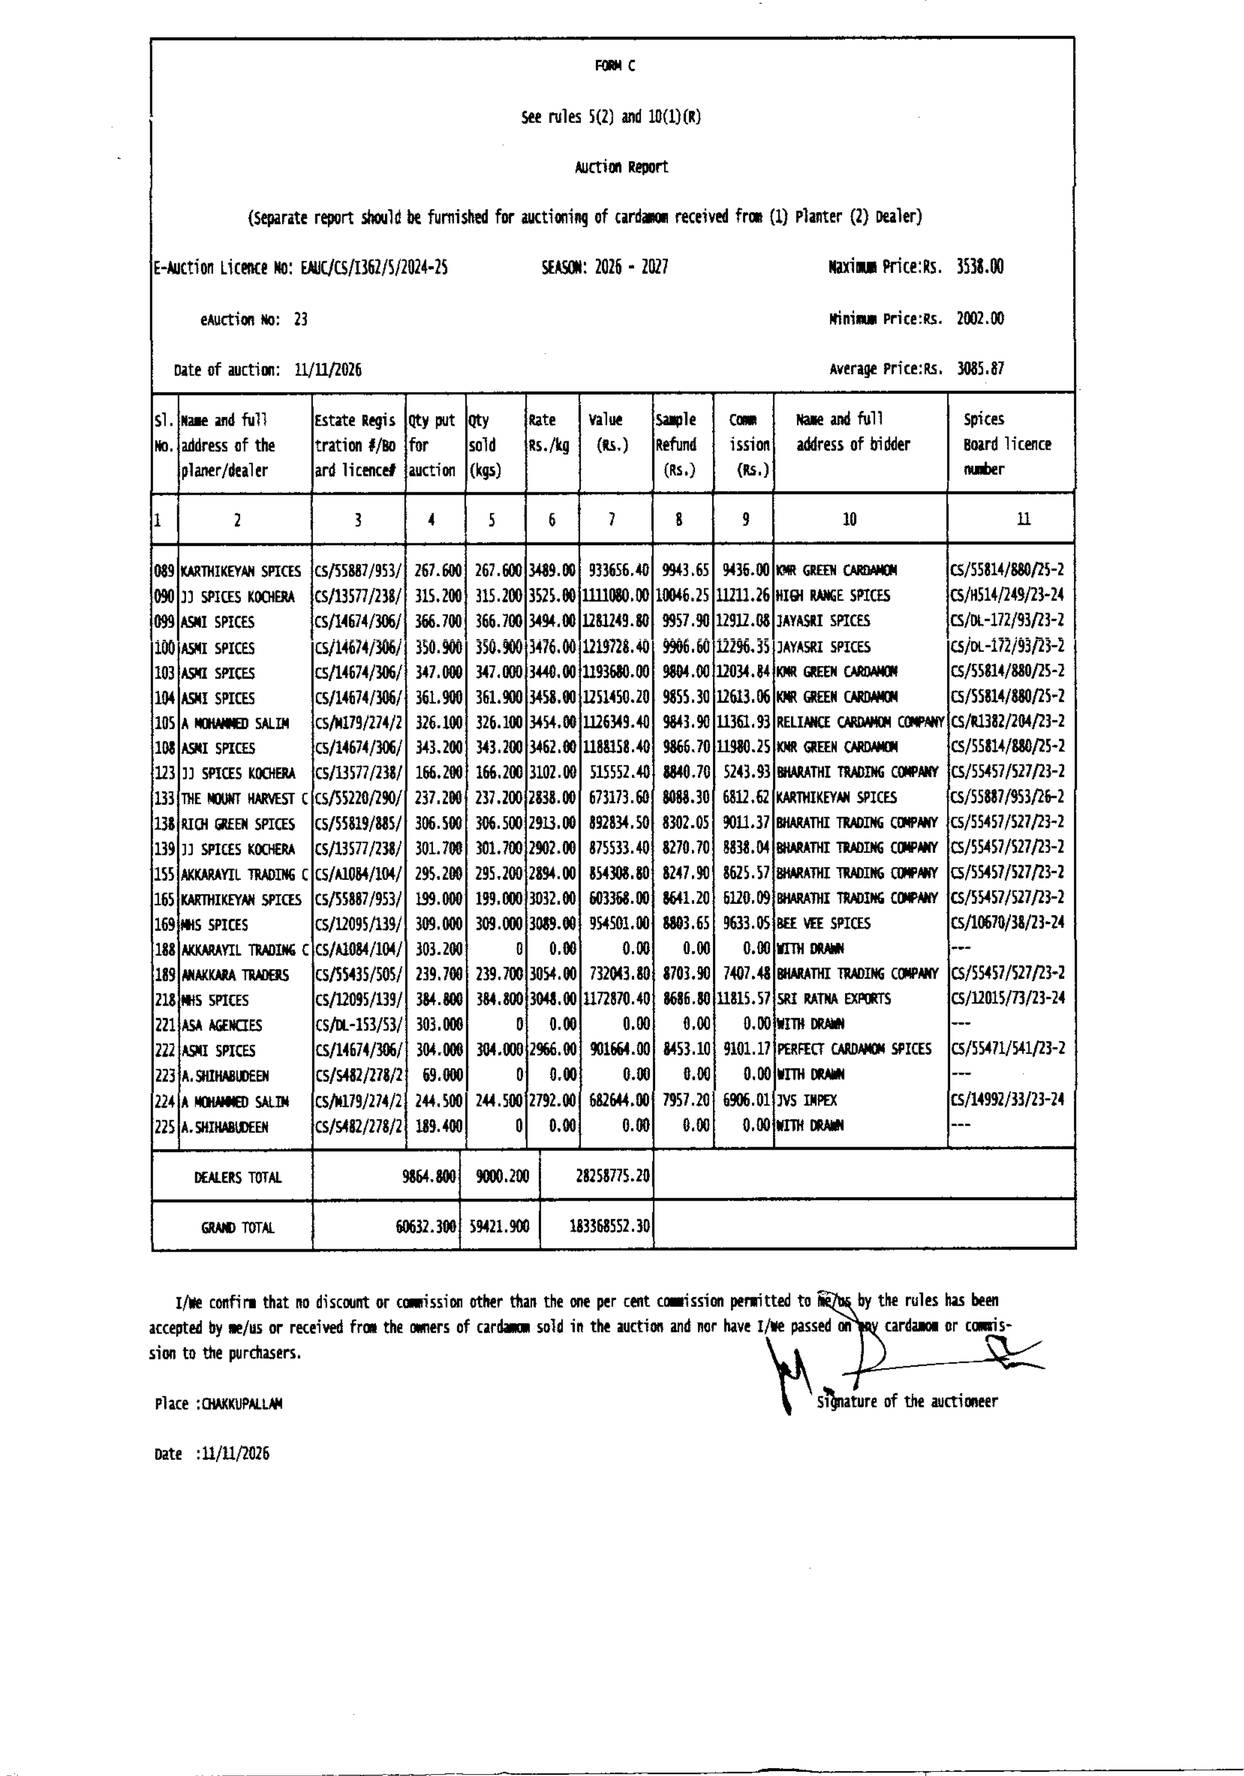 FORM C
See rules 5(2) and 10(1)(R)
Auction Report
(Separate report should be furnished for auctioning of cardamom received from (1) Planter (2) Dealer)
E-Auction Licence No: EAUC/CS/I362/5/2024-25 SEASON: 2026 - 2027 Maximum Price:Rs. 3538.00
eAuction No: 23 Minimum Price:Rs. 2002.00
Date of auction: 11/11/2026 Average Price:Rs. 3085.87
Sl. Name and full Estate Regis Qty put Qty Rate Value Sample Comm Name and full Spices
No. address of the tration #/Bo for sold Rs./kg (Rs.) Refund ission address of bidder Board licence
planer/dealer ard licence# auction (kgs) (Rs.) (Rs.) number
1 2 3 4 5 6 7 8 9 10 11
089 KARTHIKEYAN SPICES CS/55887/953/ 267.600 267.600 3489.00 933656.40 9943.65 9436.00 KMR GREEN CARDAMOM CS/55814/880/25-2
090 JJ SPICES KOCHERA CS/13577/238/ 315.200 315.200 3525.00 1111080.00 10046.25 11211.26 HIGH RANGE SPICES CS/H514/249/23-24
099 ASMI SPICES CS/14674/306/ 366.700 366.700 3494.00 1281249.80 9957.90 12912.08 JAYASRI SPICES CS/DL-172/93/23-2
100 ASMI SPICES CS/14674/306/ 350.900 350.900 3476.00 1219728.40 9906.60 12296.35 JAYASRI SPICES CS/DL-172/93/23-2
103 ASMI SPICES CS/14674/306/ 347.000 347.000 3440.00 1193680.00 9804.00 12034.84 KMR GREEN CARDAMOM CS/55814/880/25-2
104 ASMI SPICES CS/14674/306/ 361.900 361.900 3458.00 1251450.20 9855.30 12613.06 KMR GREEN CARDAMOM CS/55814/880/25-2
105 A MOHAMMED SALIM CS/M179/274/2 326.100 326.100 3454.00 1126349.40 9843.90 11361.93 RELIANCE CARDAMOM COMPANY CS/R1382/204/23-2
108 ASMI SPICES CS/14674/306/ 343.200 343.200 3462.00 1188158.40 9866.70 11980.25 KMR GREEN CARDAMOM CS/55814/880/25-2
123 JJ SPICES KOCHERA CS/13577/238/ 166.200 166.200 3102.00 515552.40 8840.70 5243.93 BHARATHI TRADING COMPANY CS/55457/527/23-2
133 THE MOUNT HARVEST C CS/55220/290/ 237.200 237.200 2838.00 673173.60 8088.30 6812.62 KARTHIKEYAN SPICES CS/55887/953/26-2
138 RICH GREEN SPICES CS/55819/885/ 306.500 306.500 2913.00 892834.50 8302.05 9011.37 BHARATHI TRADING COMPANY CS/55457/527/23-2
139 JJ SPICES KOCHERA CS/13577/238/ 301.700 301.700 2902.00 875533.40 8270.70 8838.04 BHARATHI TRADING COMPANY CS/55457/527/23-2
155 AKKARAYIL TRADING C CS/A1084/104/ 295.200 295.200 2894.00 854308.80 8247.90 8625.57 BHARATHI TRADING COMPANY CS/55457/527/23-2
165 KARTHIKEYAN SPICES CS/55887/953/ 199.000 199.000 3032.00 603368.00 8641.20 6120.09 BHARATHI TRADING COMPANY CS/55457/527/23-2
169 MHS SPICES CS/12095/139/ 309.000 309.000 3089.00 954501.00 8803.65 9633.05 BEE VEE SPICES CS/10670/38/23-24
188 AKKARAYIL TRADING C CS/A1084/104/ 303.200 0 0.00 0.00 0.00 0.00 WITH DRAWN ---
189 ANAKKARA TRADERS CS/55435/505/ 239.700 239.700 3054.00 732043.80 8703.90 7407.48 BHARATHI TRADING COMPANY CS/55457/527/23-2
218 MHS SPICES CS/12095/139/ 384.800 384.800 3048.00 1172870.40 8686.80 11815.57 SRI RATNA EXPORTS CS/12015/73/23-24
221 ASA AGENCIES CS/DL-153/53/ 303.000 0 0.00 0.00 0.00 0.00 WITH DRAWN ---
222 ASMI SPICES CS/14674/306/ 304.000 304.000 2966.00 901664.00 8453.10 9101.17 PERFECT CARDAMOM SPICES CS/55471/541/23-2
223 A.SHIHABUDEEN CS/S482/278/2 69.000 0 0.00 0.00 0.00 0.00 WITH DRAWN ---
224 A MOHAMMED SALIM CS/M179/274/2 244.500 244.500 2792.00 682644.00 7957.20 6906.01 JVS IMPEX CS/14992/33/23-24
225 A.SHIHABUDEEN CS/S482/278/2 189.400 0 0.00 0.00 0.00 0.00 WITH DRAWN ---
DEALERS TOTAL 9864.800 9000.200 28258775.20
GRAND TOTAL 60632.300 59421.900 183368552.30
I/We confirm that no discount or commission other than the one per cent commission permitted to me/us by the rules has been
accepted by me/us or received from the owners of cardamom sold in the auction and nor have I/We passed on any cardamom or commis-
sion to the purchasers.
Place :CHAKKUPALLAM
Signature of the auctioneer
Date :11/11/2026